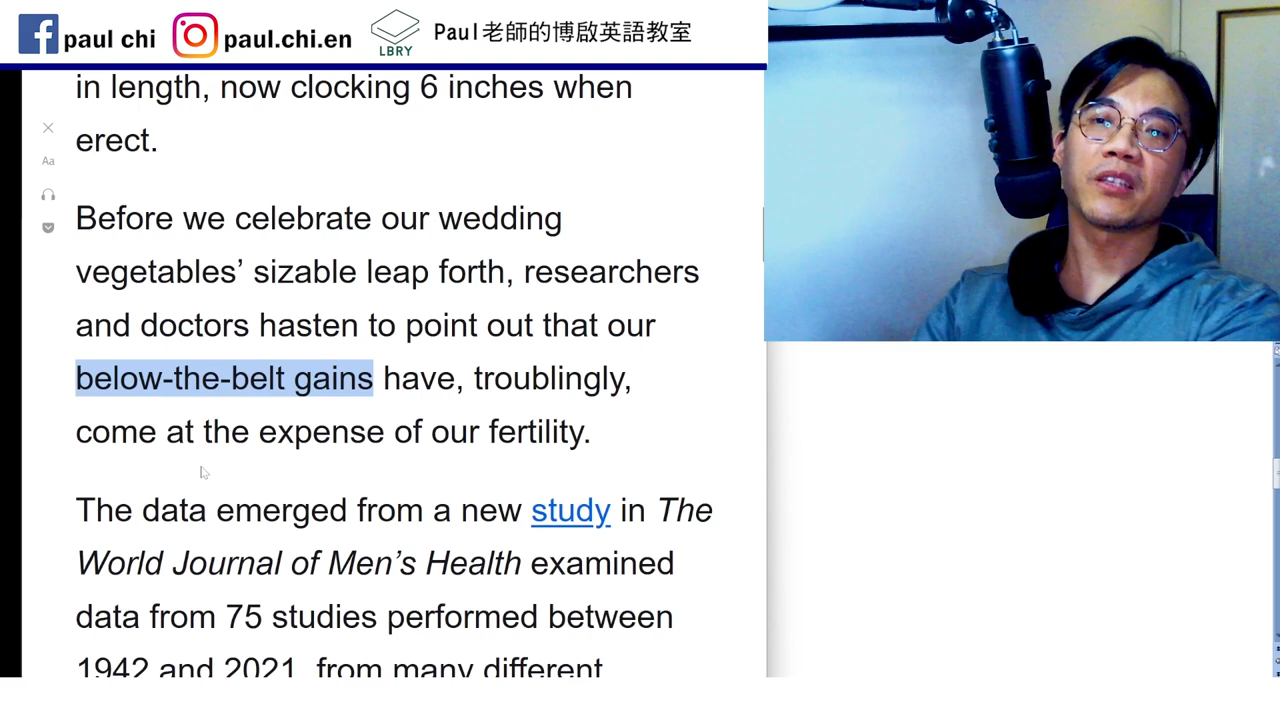 paul chi
paul.chi.en
LBRY
Paul老師的博啟英語教室
in length, now clocking 6 inches when
erect.
Aa
Before we celebrate our wedding
vegetables’ sizable leap forth, researchers
and doctors hasten to point out that our
below-the-belt gains have, troublingly,
come at the expense of our fertility.
The data emerged from a new study in The
World Journal of Men’s Health examined
data from 75 studies performed between
1942 and 2021, from many different